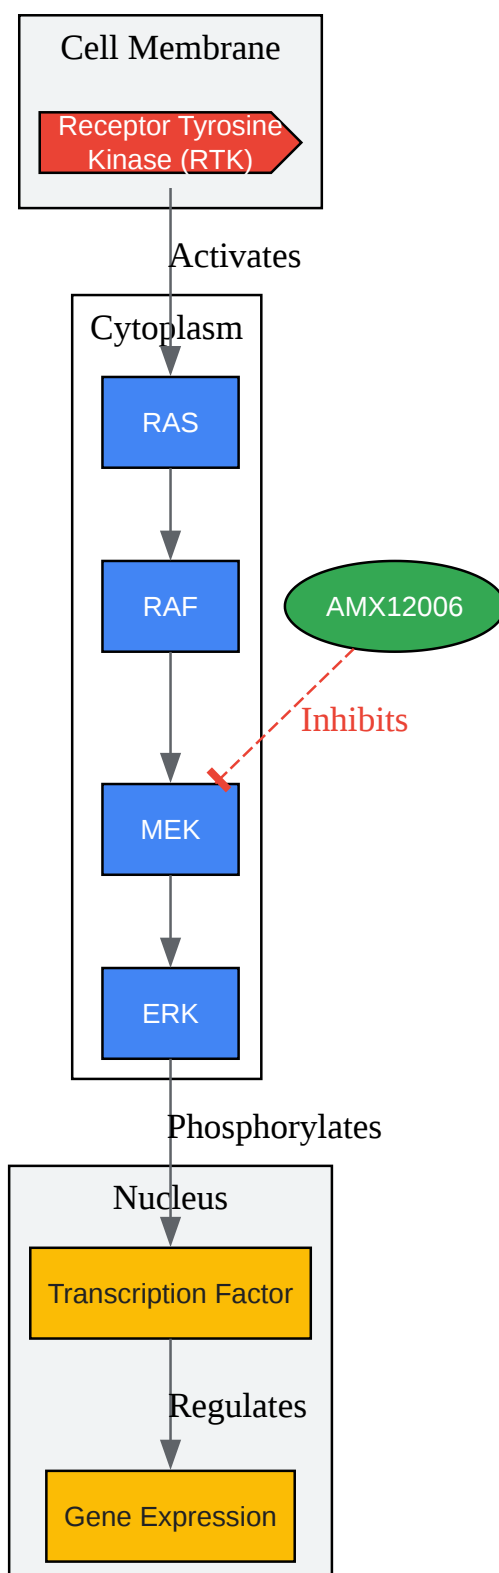 Cell Membrane
Receptor Tyrosine
Kinase (RTK)
Activates
Cytoplasm
RAS
RAF
AMX12006
Inhibits
MEK
ERK
Phosphorylates
Nucleus
Transcription Factor
Regulates
Gene Expression